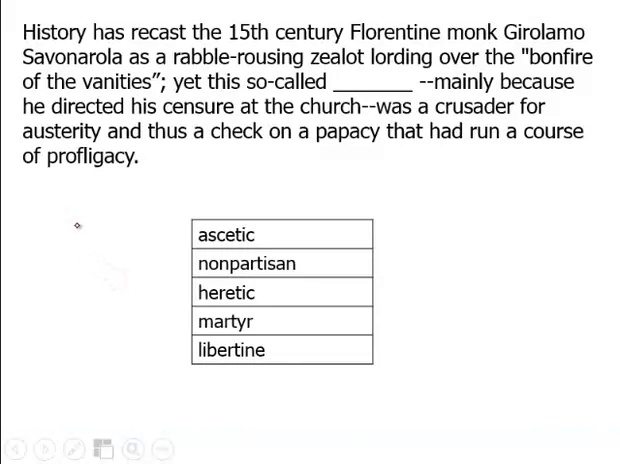 History has recast the 15th century Florentine monk Girolamo
Savonarola as a rabble-rousing zealot lording over the "bonfire
of the vanities”; yet this so-called _______ --mainly because
he directed his censure at the church--was a crusader for
austerity and thus a check on a papacy that had run a course
of profligacy.
ascetic
nonpartisan
heretic
martyr
libertine